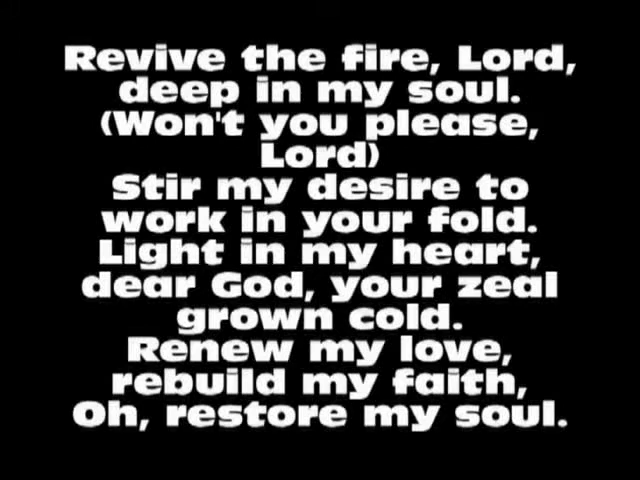 Revive the fire, Lord,
deep in my soul.
(Won't you please,
Lord)
Stir my desire to
work in your fold.
Light in my heart,
dear God, your zeal
grown cold.
Renew my love,
rebuild my faith,
Oh, restore my soul.